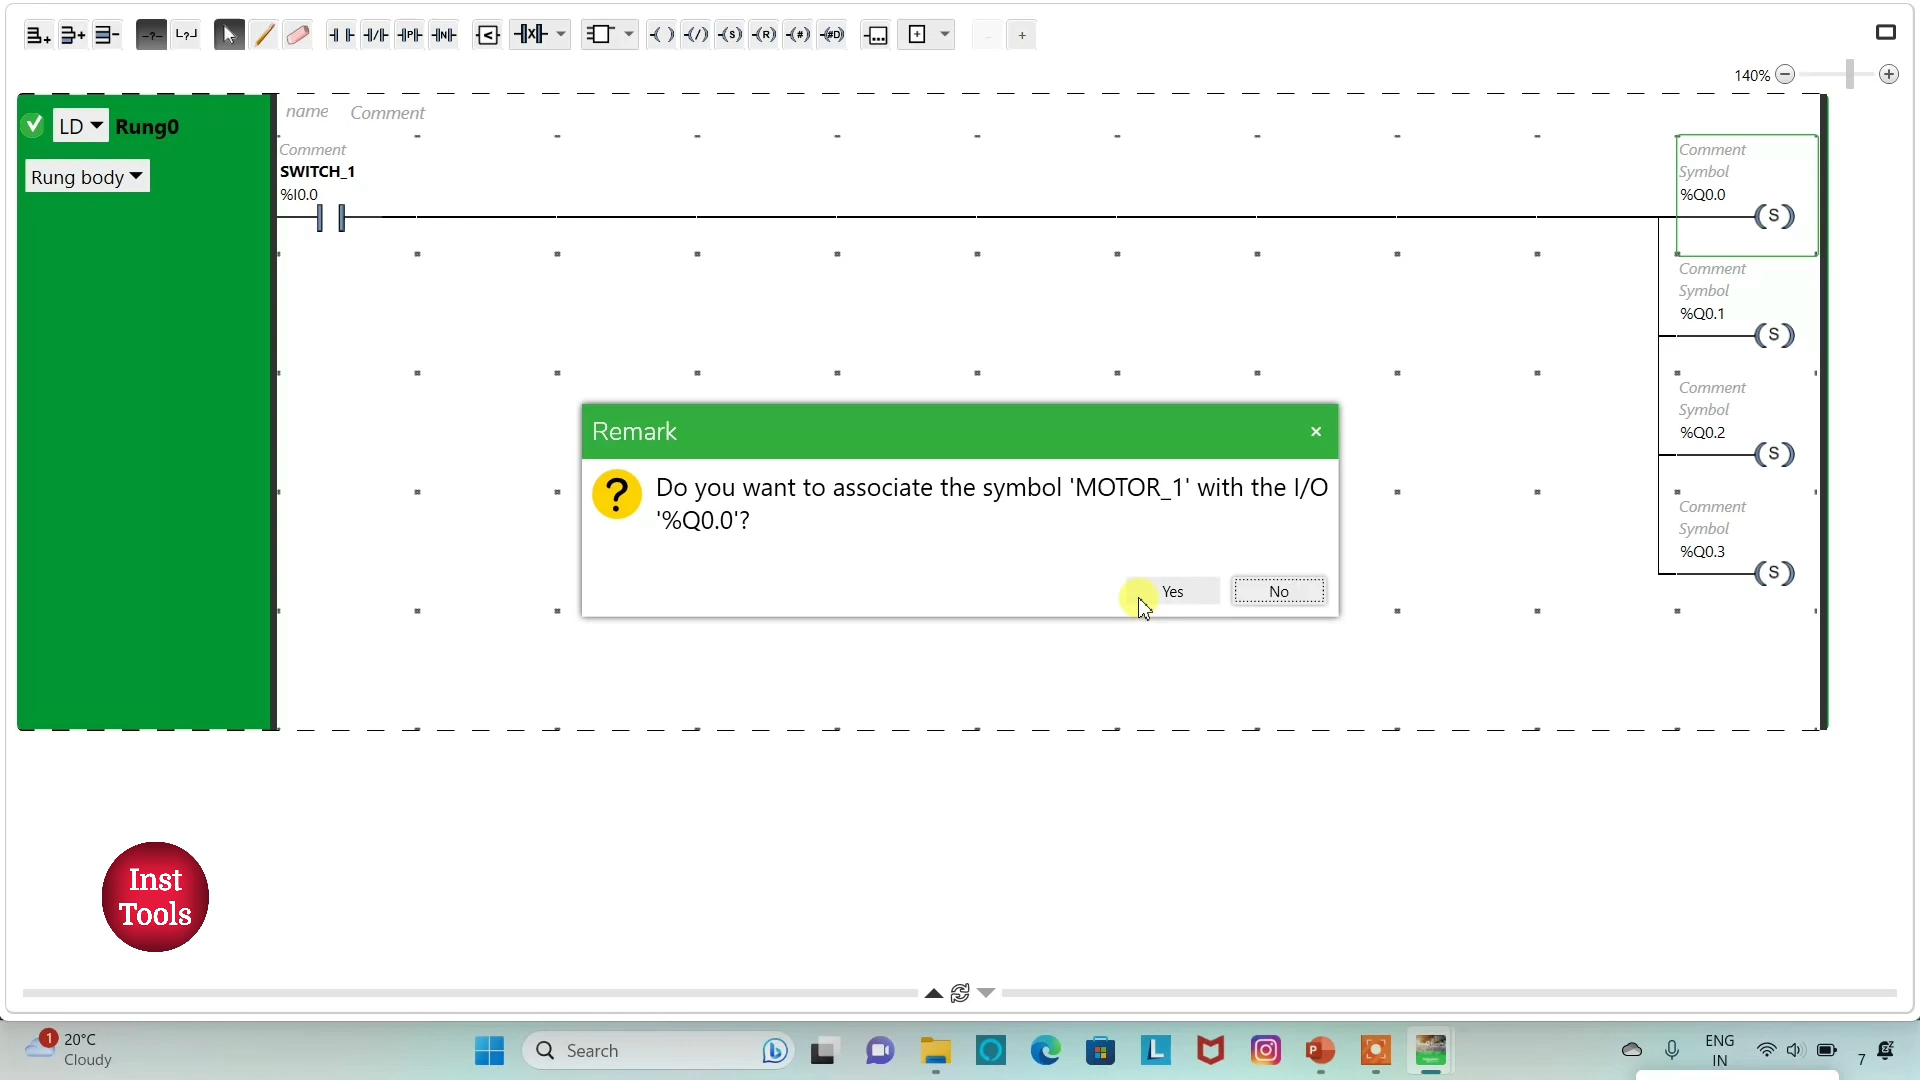 140%
LD
Rung0
Rung body
name Comment
Comment
SWITCH_1
%I0.0
Comment
Symbol
%Q0.0
S
Comment
Symbol
%Q0.1
S
Comment
Symbol
%Q0.2
S
Comment
Symbol
%Q0.3
S
Remark
Do you want to associate the symbol 'MOTOR_1' with the I/O
'%Q0.0'?
Yes No
Inst
Tools
1
20°C
Cloudy
Search
ENG
IN
7